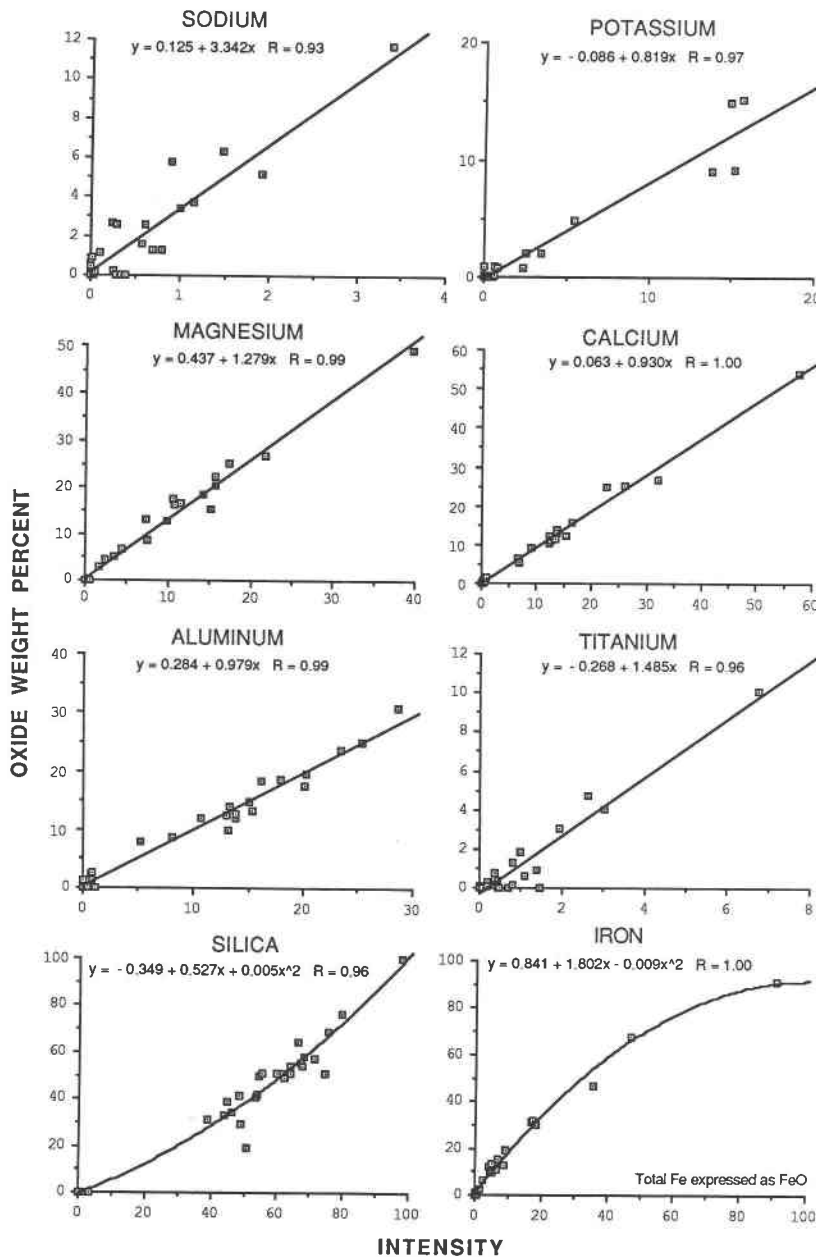 SODIUM
y = 0.125 + 3.342x R = 0.93
12
10
8
6
4
2
0
0 1 2 3 4
POTASSIUM
y = - 0.086 + 0.819x R = 0.97
20
10
0
0 10 20
MAGNESIUM
y = 0.437 + 1.279x R = 0.99
50
40
30
20
10
0
0 10 20 30 40
CALCIUM
y = 0.063 + 0.930x R = 1.00
60
50
40
30
20
10
0
0 10 20 30 40 50 60
OXIDE WEIGHT PERCENT
ALUMINUM
y = 0.284 + 0.979x R = 0.99
40
30
20
10
0
0 10 20 30
TITANIUM
y = - 0.268 + 1.485x R = 0.96
12
10
8
6
4
2
0
0 2 4 6 8
SILICA
y = - 0.349 + 0.527x + 0.005x^2 R = 0.96
100
80
60
40
20
0
0 20 40 60 80 100
IRON
y = 0.841 + 1.802x - 0.009x^2 R = 1.00
100
80
60
40
20
0
Total Fe expressed as FeO
0 20 40 60 80 100
INTENSITY